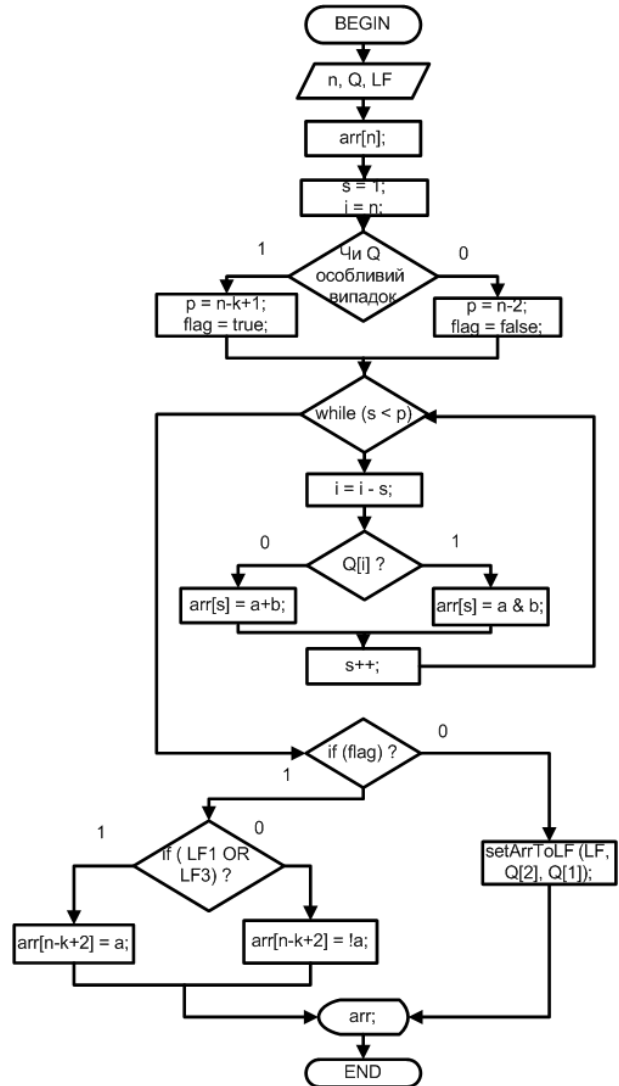 BEGIN
n, Q, LF
arr[n];
s = 1;
i = n;
1
Чи Q
особливий
випадок
0
p = n-k+1;
flag = true;
p = n-2;
flag = false;
while (s < p)
i = i - s;
0
Q[i] ?
1
arr[s] = a+b;
arr[s] = a & b;
s++;
if (flag) ?
0
1
1
if ( LF1 OR
LF3) ?
0
setArrToLF (LF,
Q[2], Q[1]);
arr[n-k+2] = a;
arr[n-k+2] = !a;
arr;
END